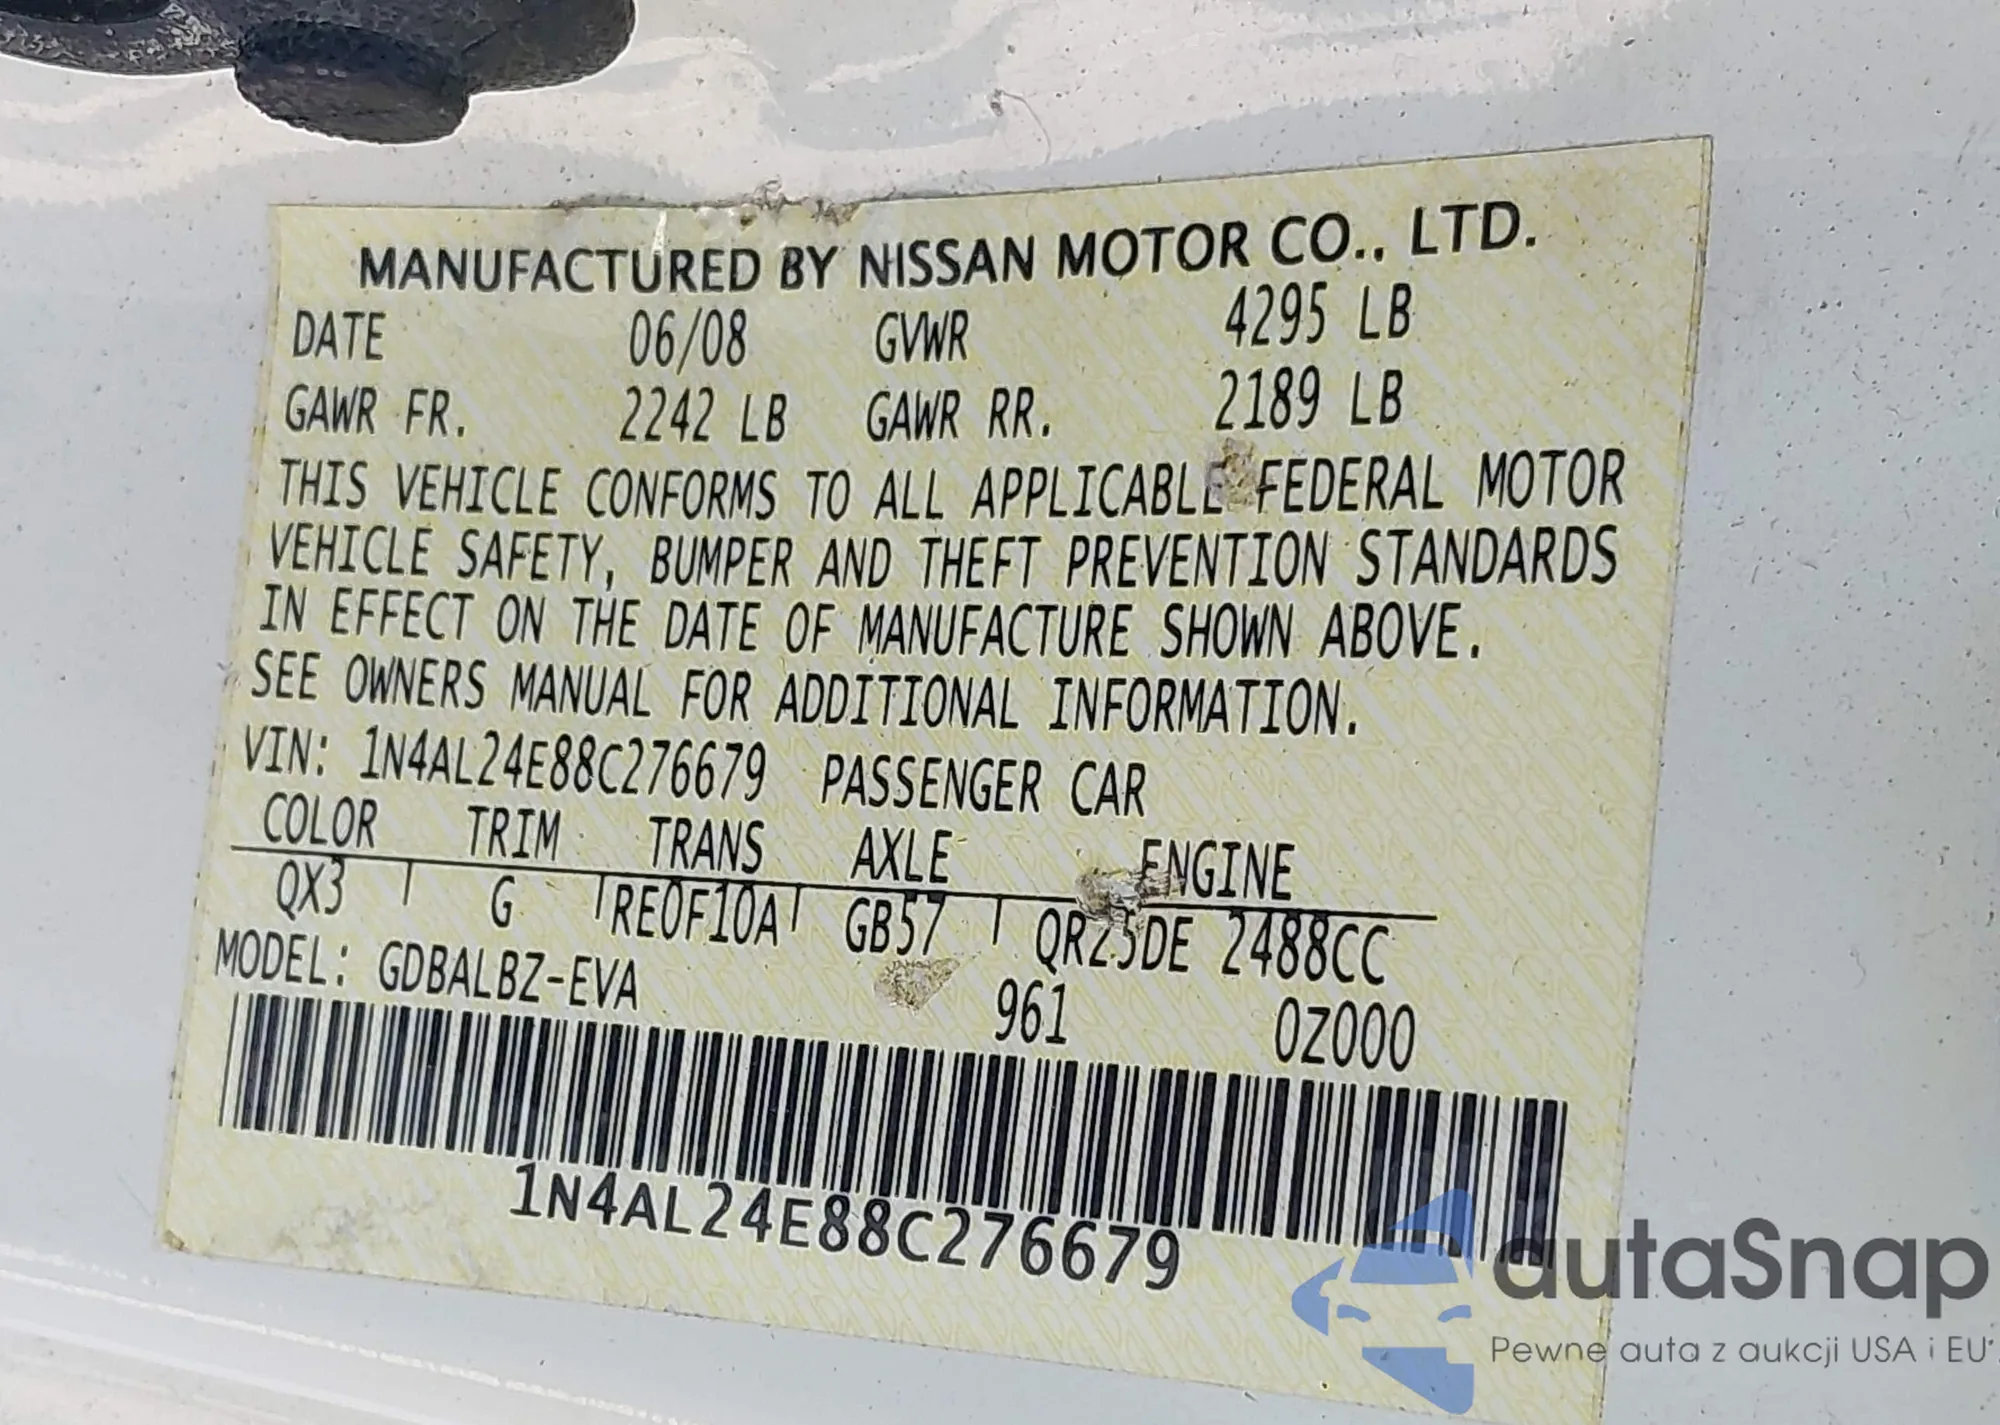 MANUFACTURED BY NISSAN MOTOR CO., LTD.
DATE 06/08 GVWR 4295 LB
GAWR FR. 2242 LB GAWR RR. 2189 LB
THIS VEHICLE CONFORMS TO ALL APPLICABLE FEDERAL MOTOR
VEHICLE SAFETY, BUMPER AND THEFT PREVENTION STANDARDS
IN EFFECT ON THE DATE OF MANUFACTURE SHOWN ABOVE.
SEE OWNERS MANUAL FOR ADDITIONAL INFORMATION.
VIN: 1N4AL24E88C276679 PASSENGER CAR
COLOR TRIM TRANS AXLE ENGINE
QX3 G RE0F10A GB57 QR25DE 2488CC
MODEL: GDBALBZ-EVA 961 0Z000
1N4AL24E88C276679
autaSnap
Pewne auta z aukcji USA i EU